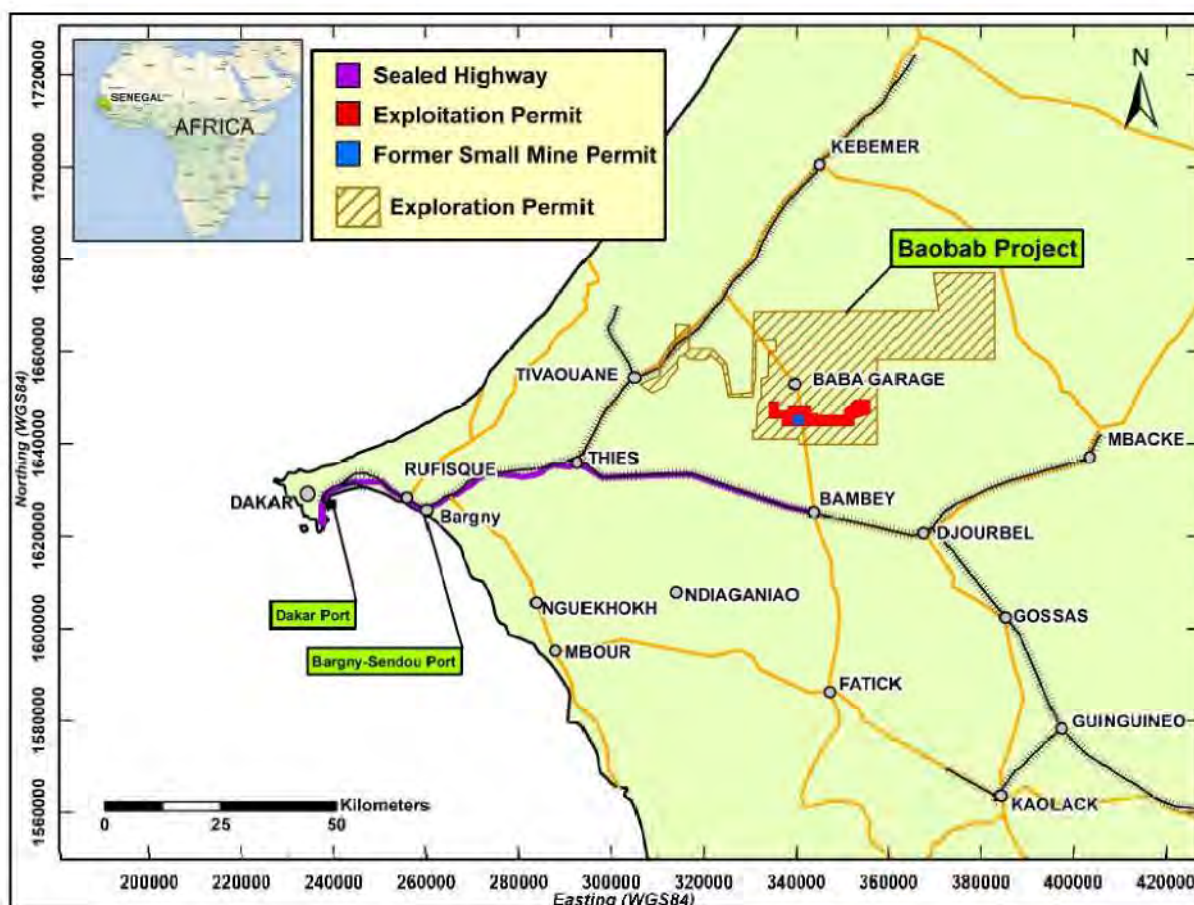 SENEGAL
AFRICA
Sealed Highway
Exploitation Permit
Former Small Mine Permit
Exploration Permit
N
KEBEMER
Baobab Project
TIVAOUANE
BABA GARAGE
MBACKE
THIES
RUFISQUE
DAKAR
Bargny
BAMBEY
DJOURBEL
Dakar Port
NGUEKHOKH
NDIAGANIAO
GOSSAS
Bargny-Sendou Port
MBOUR
FATICK
GUINGUINEO
KAOLACK
Kilometers
0 25 50
1720000
1700000
1680000
1660000
1640000
1620000
1600000
1580000
1560000
Northing (WGS84)
200000 220000 240000 260000 280000 300000 320000 340000 360000 380000 400000 420000
Easting (WGS84)